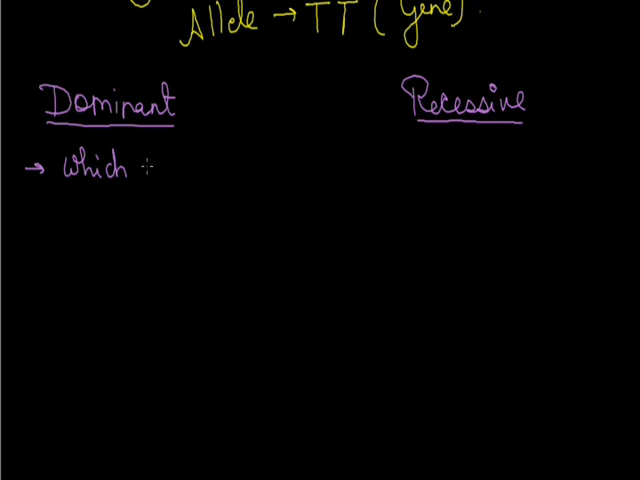 Allele → TT (Gene).
Dominant Recessive
→ which